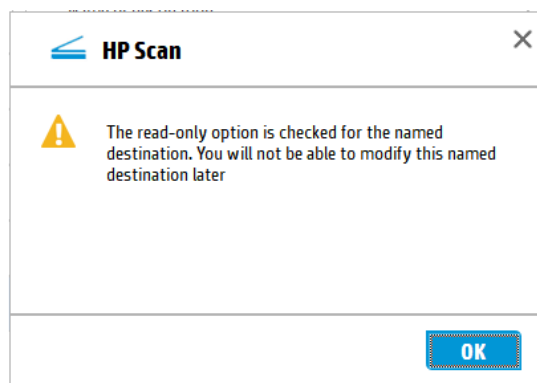 HP Scan
The read-only option is checked for the named
destination. You will not be able to modify this named
destination later
OK